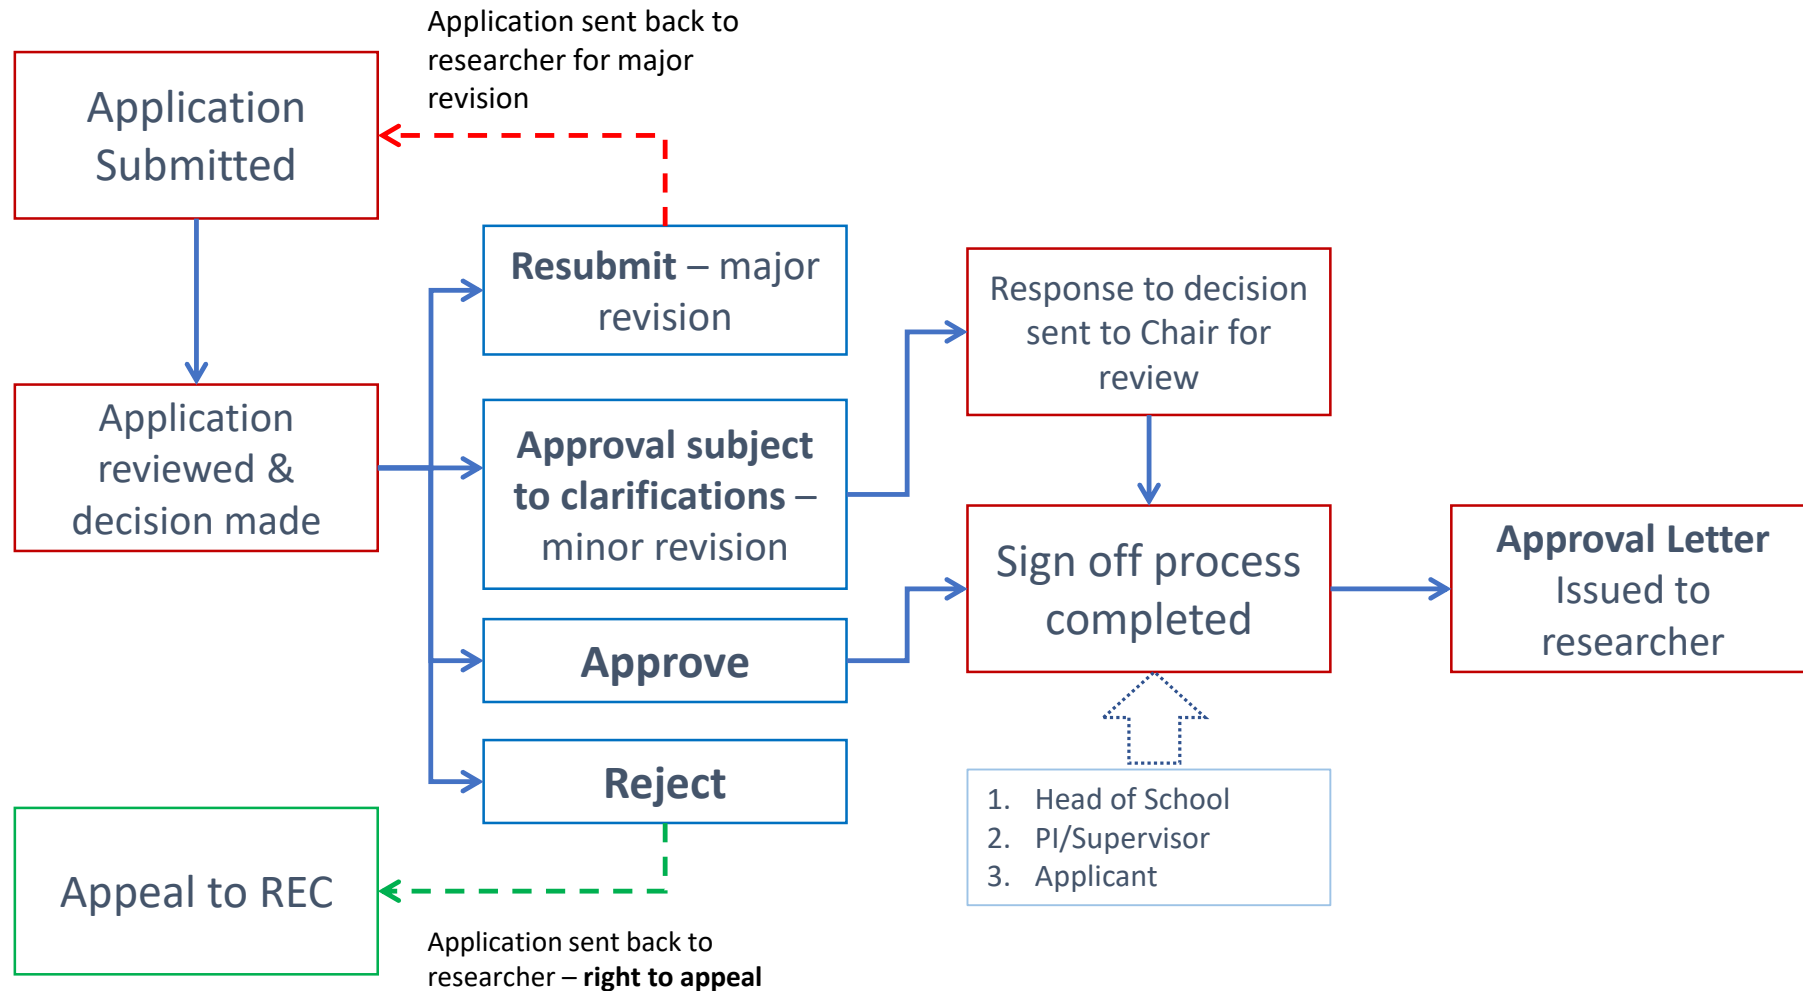 Application sent back to
researcher for major
revision
Application
Submitted
Resubmit – major
revision
Response to decision
sent to Chair for
review
Application
reviewed &
decision made
Approval subject
to clarifications –
minor revision
Sign off process
completed
Approval Letter
Issued to
researcher
Approve
Reject
1. Head of School
2. PI/Supervisor
3. Applicant
Appeal to REC
Application sent back to
researcher – right to appeal